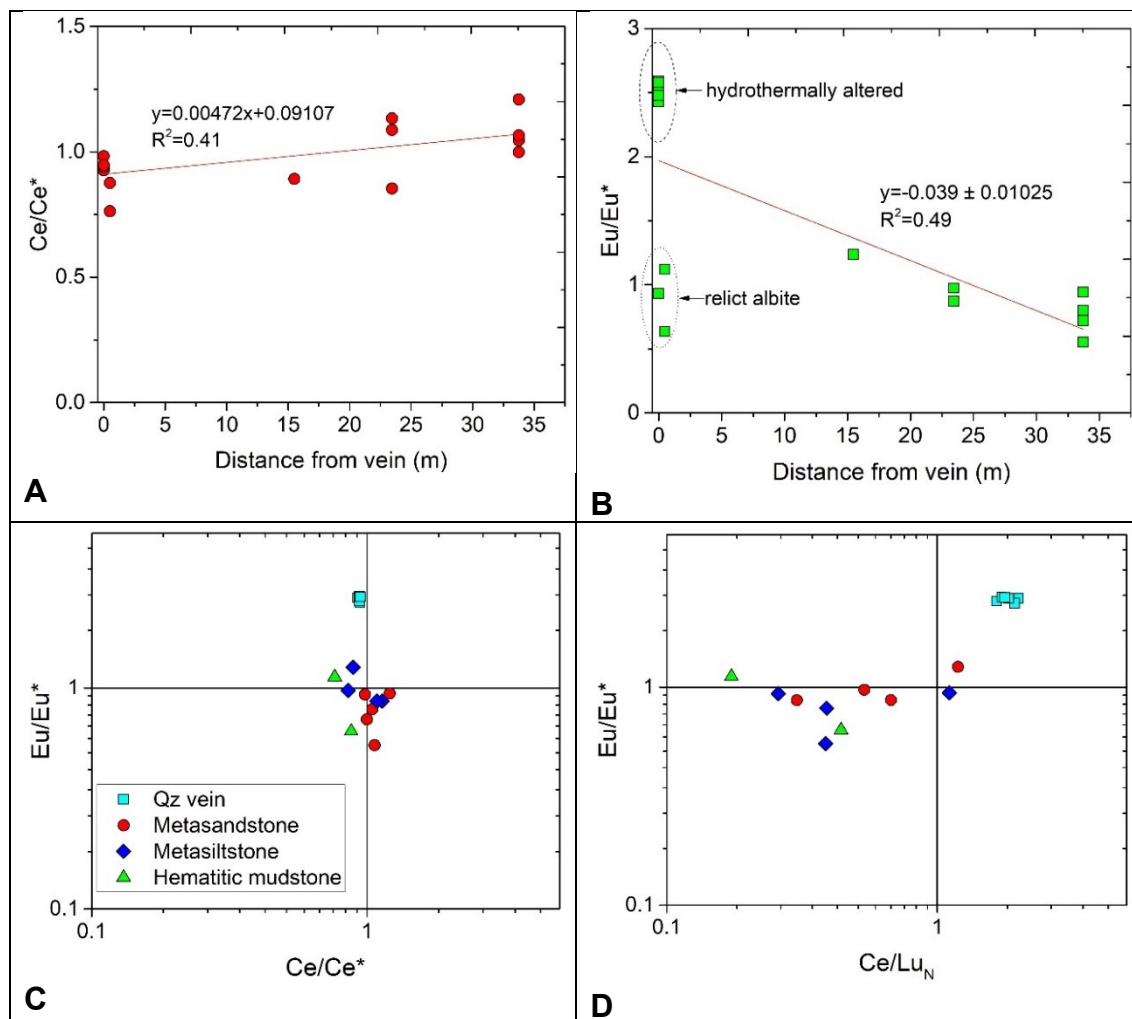 1.5
1.0
0.5
0.0
Ce/Ce*
y=0.00472x+0.09107
R²=0.41
0 5 10 15 20 25 30 35
Distance from vein (m)
A
3
2
1
0
Eu/Eu*
hydrothermally altered
y=-0.039 ± 0.01025
R²=0.49
relict albite
0 5 10 15 20 25 30 35
Distance from vein (m)
B
1
0.1
Eu/Eu*
Qz vein
Metasandstone
Metasiltstone
Hematitic mudstone
0.1 1
Ce/Ce*
C
1
0.1
Eu/Eu*
0.1 1
Ce/Lu_N
D